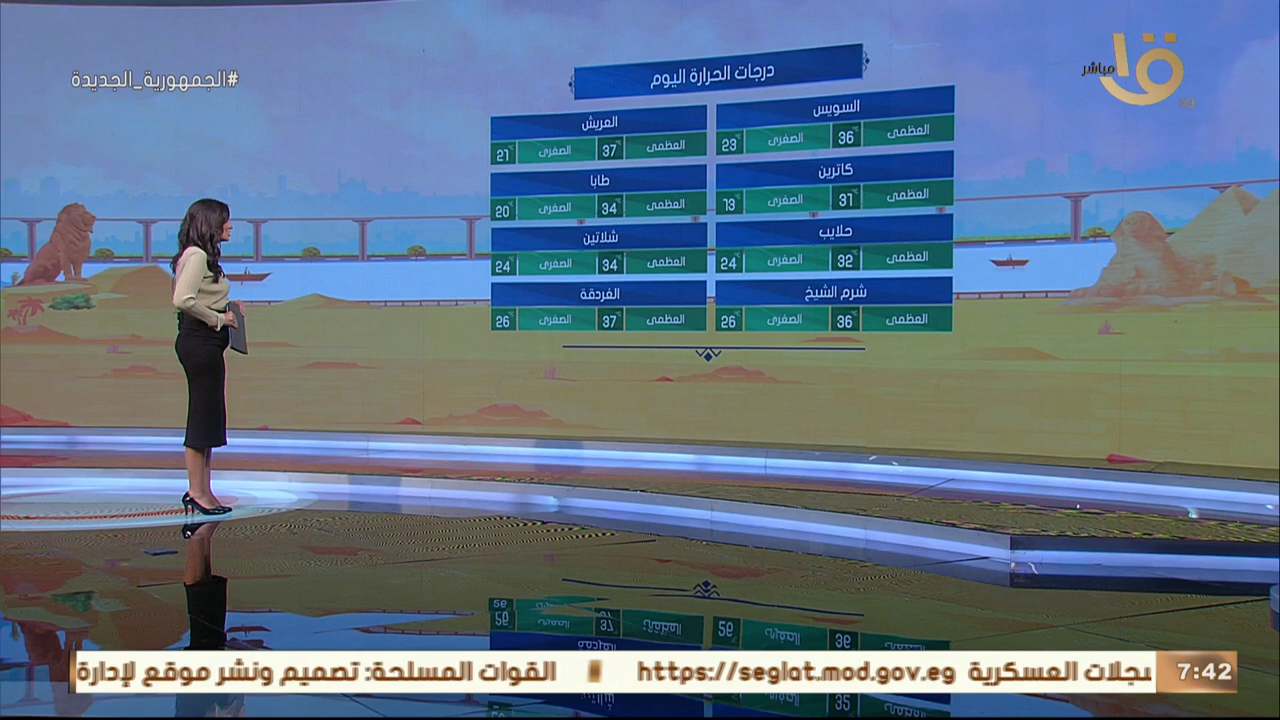 #الجمهورية_الجديدة
مباشر
درجات الحرارة اليوم
السويس
العظمى 36 الصغرى 23
العريش
العظمى 37 الصغرى 21
كاترين
العظمى 31 الصغرى 13
طابا
العظمى 34 الصغرى 20
حلايب
العظمى 32 الصغرى 24
شلاتين
العظمى 34 الصغرى 24
شرم الشيخ
العظمى 36 الصغرى 26
الغردقة
العظمى 37 الصغرى 26
7:42 سجلات العسكرية https://seglat.mod.gov.eg القوات المسلحة: تصميم ونشر موقع لإدارة